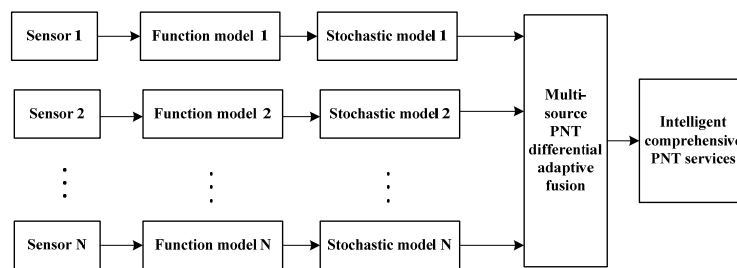 Sensor 1
Function model 1
Stochastic model 1
Sensor 2
Function model 2
Stochastic model 2
Sensor N
Function model N
Stochastic model N
Multi-
source
PNT
differential
adaptive
fusion
Intelligent
comprehensive
PNT services